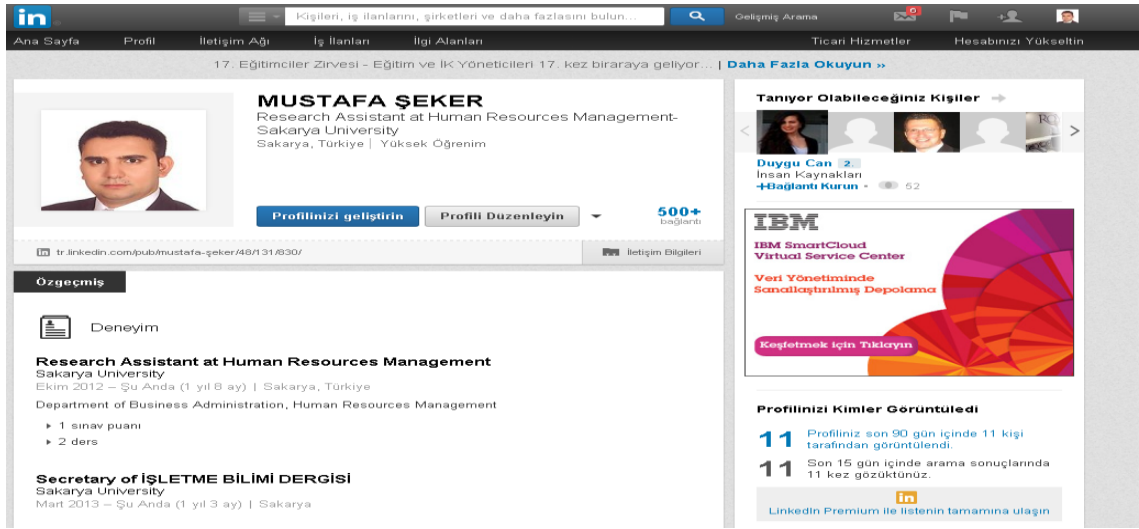 in
Kişileri, iş ilanlarını, şirketleri ve daha fazlasını bulun...
Gelişmiş Arama
Ana Sayfa Profil İletişim Ağı İş İlanları İlgi Alanları Ticari Hizmetler Hesabınızı Yükseltin
17. Eğitimciler Zirvesi - Eğitim ve İK Yöneticileri 17. kez biraraya geliyor... | Daha Fazla Okuyun »
MUSTAFA ŞEKER
Research Assistant at Human Resources Management-
Sakarya University
Sakarya, Türkiye | Yüksek Öğrenim
Profilinizi geliştirin
Profili Düzenleyin
500+
bağlantı
in tr.linkedin.com/pub/mustafa-şeker/48/131/830/
İletişim Bilgileri
Özgeçmiş
Deneyim
Research Assistant at Human Resources Management
Sakarya University
Ekim 2012 – Şu Anda (1 yıl 8 ay) | Sakarya, Türkiye
Department of Business Administration, Human Resources Management
1 sınav puanı
2 ders
Secretary of İŞLETME BİLİMİ DERGİSİ
Sakarya University
Mart 2013 – Şu Anda (1 yıl 3 ay) | Sakarya
Tanıyor Olabileceğiniz Kişiler
Duygu Can 2.
İnsan Kaynakları
+Bağlantı Kurun 52
IBM
IBM SmartCloud
Virtual Service Center
Veri Yönetiminde
Sanallaştırılmış Depolama
Keşfetmek için Tıklayın
Profilinizi Kimler Görüntüledi
11 Profiliniz son 90 gün içinde 11 kişi
tarafından görüntülendi.
11 Son 15 gün içinde arama sonuçlarında
11 kez gözüktünüz.
in
LinkedIn Premium ile listenin tamamına ulaşın